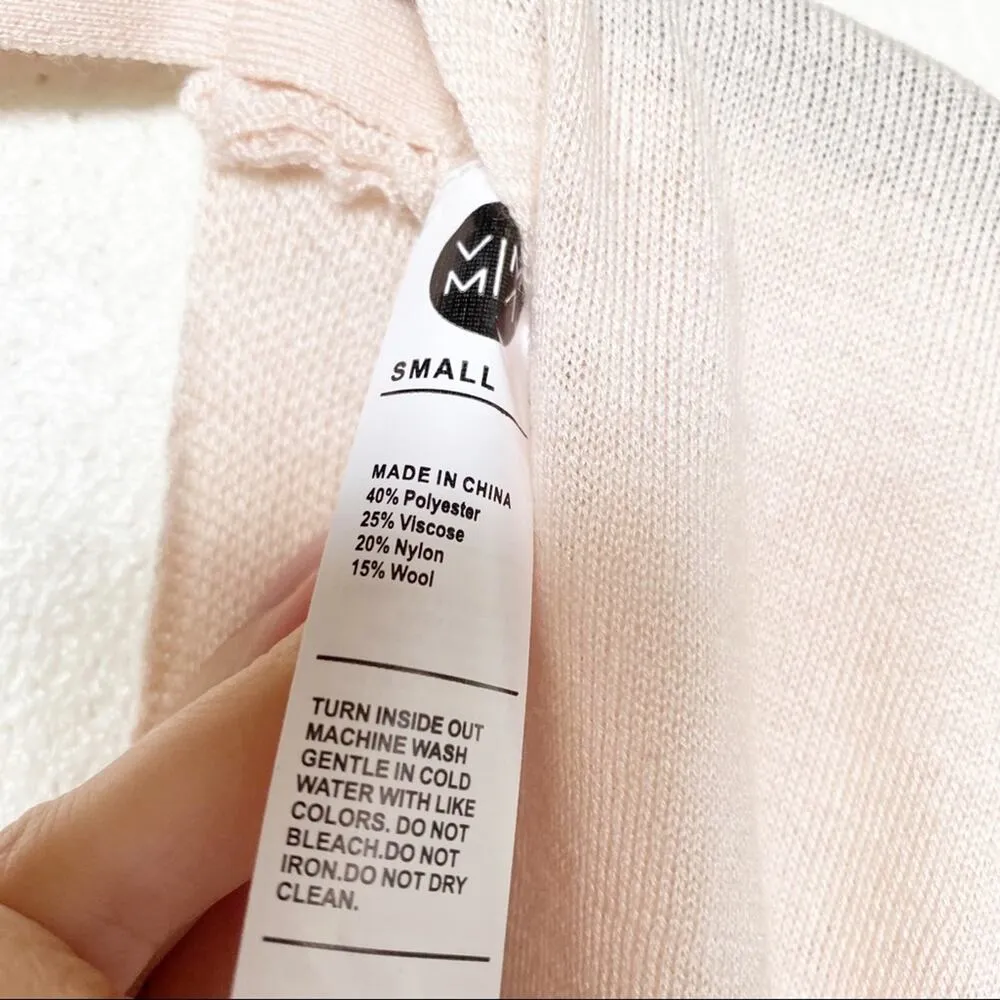 SMALL
MADE IN CHINA
40% Polyester
25% Viscose
20% Nylon
15% Wool
TURN INSIDE OUT
MACHINE WASH
GENTLE IN COLD
WATER WITH LIKE
COLORS. DO NOT
BLEACH.DO NOT
IRON.DO NOT DRY
CLEAN.